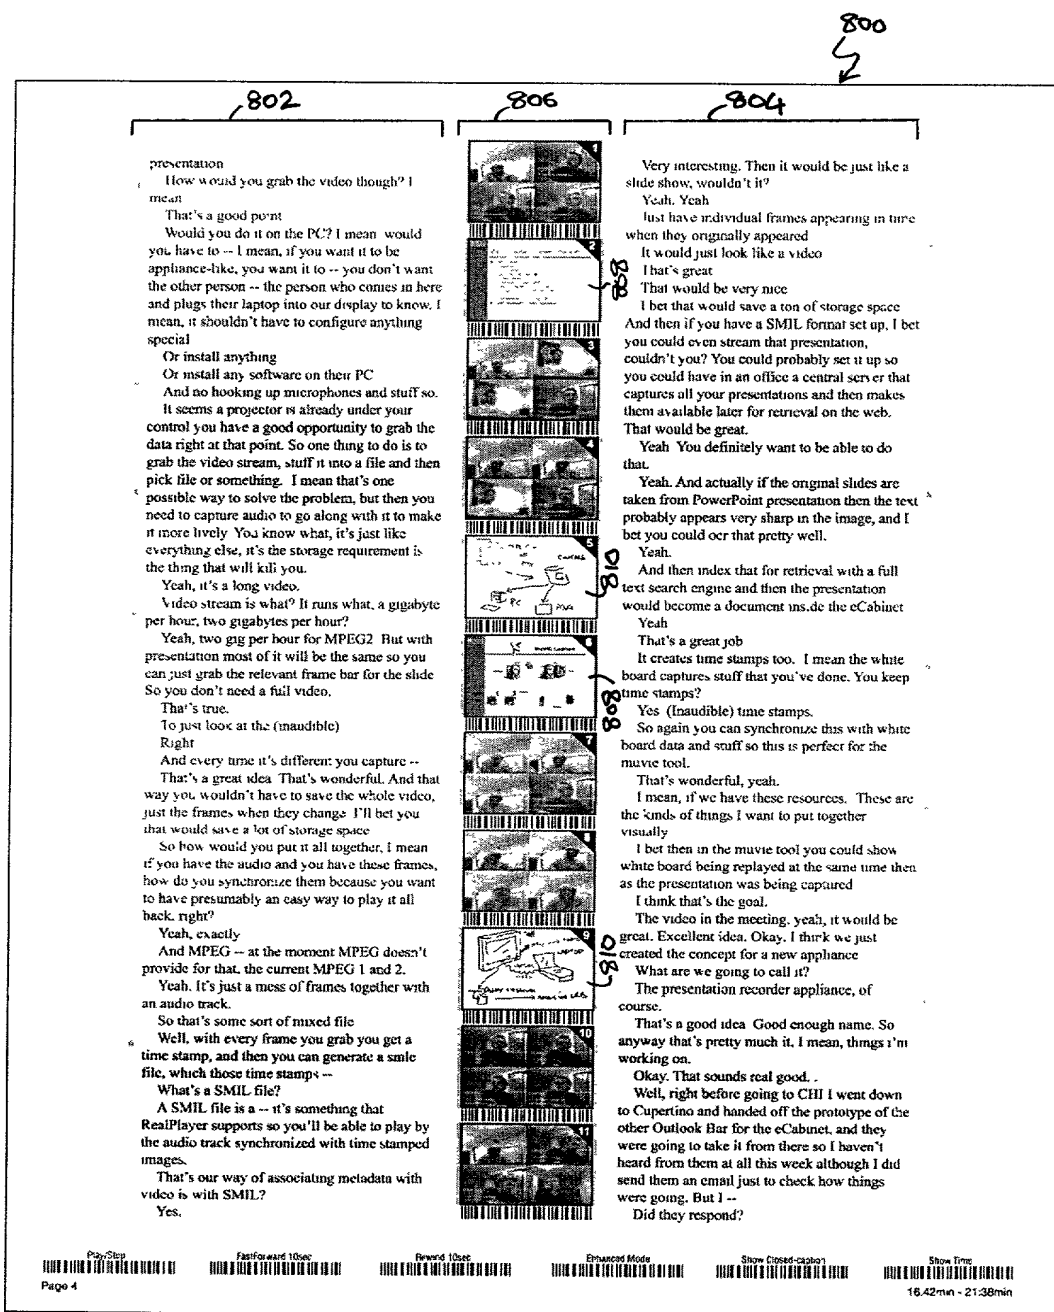 800
802
806
804
presentation
How would you grab the video though? I
mean
That's a good point
Would you do it on the PC? I mean would
you have to -- I mean, if you want it to be
appliance-like, you want it to -- you don't want
the other person -- the person who comes in here
and plugs their laptop into our display to know. I
mean, it shouldn't have to configure anything
special
Or install anything
Or install any software on their PC
And no hooking up microphones and stuff so.
It seems a projector is already under your
control you have a good opportunity to grab the
data right at that point. So one thing to do is to
grab the video stream, stuff it into a file and then
pick file or something. I mean that's one
possible way to solve the problem, but then you
need to capture audio to go along with it to make
it more lively You know what, it's just like
everything else, it's the storage requirement is
the thing that will kill you.
Yeah, it's a long video.
Video stream is what? It runs what, a gigabyte
per hour, two gigabytes per hour?
Yeah, two gig per hour for MPEG2 But with
presentation most of it will be the same so you
can just grab the relevant frame bar for the slide
So you don't need a full video.
That's true.
To just look at the (inaudible)
Right
And every time it's different you capture --
That's a great idea That's wonderful. And that
way you wouldn't have to save the whole video,
just the frames when they change I'll bet you
that would save a lot of storage space
So how would you put it all together, I mean
if you have the audio and you have these frames,
how do you synchronize them because you want
to have presumably an easy way to play it all
back, right?
Yeah, exactly
And MPEG -- at the moment MPEG doesn't
provide for that, the current MPEG 1 and 2.
Yeah. It's just a mess of frames together with
an audio track.
So that's some sort of mixed file
Well, with every frame you grab you get a
time stamp, and then you can generate a smle
file, which those time stamps --
What's a SMIL file?
A SMIL file is a -- it's something that
RealPlayer supports so you'll be able to play by
the audio track synchronized with time stamped
images.
That's our way of associating metadata with
video is with SMIL?
Yes.
1
2
808
3
4
5
CAMERA
PC
PDA
810
6
808
7
8
9
LAPTOP
810
10
11
Very interesting. Then it would be just like a
slide show, wouldn't it?
Yeah. Yeah
Just have individual frames appearing in time
when they originally appeared
It would just look like a video
That's great
That would be very nice
I bet that would save a ton of storage space
And then if you have a SMIL format set up, I bet
you could even stream that presentation,
couldn't you? You could probably set it up so
you could have in an office a central server that
captures all your presentations and then makes
them available later for retrieval on the web.
That would be great.
Yeah You definitely want to be able to do
that.
Yeah. And actually if the original slides are
taken from PowerPoint presentation then the text
probably appears very sharp in the image, and I
bet you could ocr that pretty well.
Yeah.
And then index that for retrieval with a full
text search engine and then the presentation
would become a document inside the eCabinet
Yeah
That's a great job
It creates time stamps too. I mean the white
board captures stuff that you've done. You keep
time stamps?
Yes (Inaudible) time stamps.
So again you can synchronize this with white
board data and stuff so this is perfect for the
muvie tool.
That's wonderful, yeah.
I mean, if we have these resources. These are
the kinds of things I want to put together
visually
I bet then in the muvie tool you could show
white board being replayed at the same time then
as the presentation was being captured
I think that's the goal.
The video in the meeting, yeah, it would be
great. Excellent idea. Okay. I think we just
created the concept for a new appliance
What are we going to call it?
The presentation recorder appliance, of
course.
That's a good idea Good enough name. So
anyway that's pretty much it, I mean, things i'm
working on.
Okay. That sounds real good. .
Well, right before going to CHI I went down
to Cupertino and handed off the prototype of the
other Outlook Bar for the eCabinet, and they
were going to take it from there so I haven't
heard from them at all this week although I did
send them an email just to check how things
were going. But I --
Did they respond?
Play/Stop
FastForward 10sec
Rewind 10sec
Enhanced Mode
Show Closed-caption
Show Time
Page 4
16.42min - 21:38min